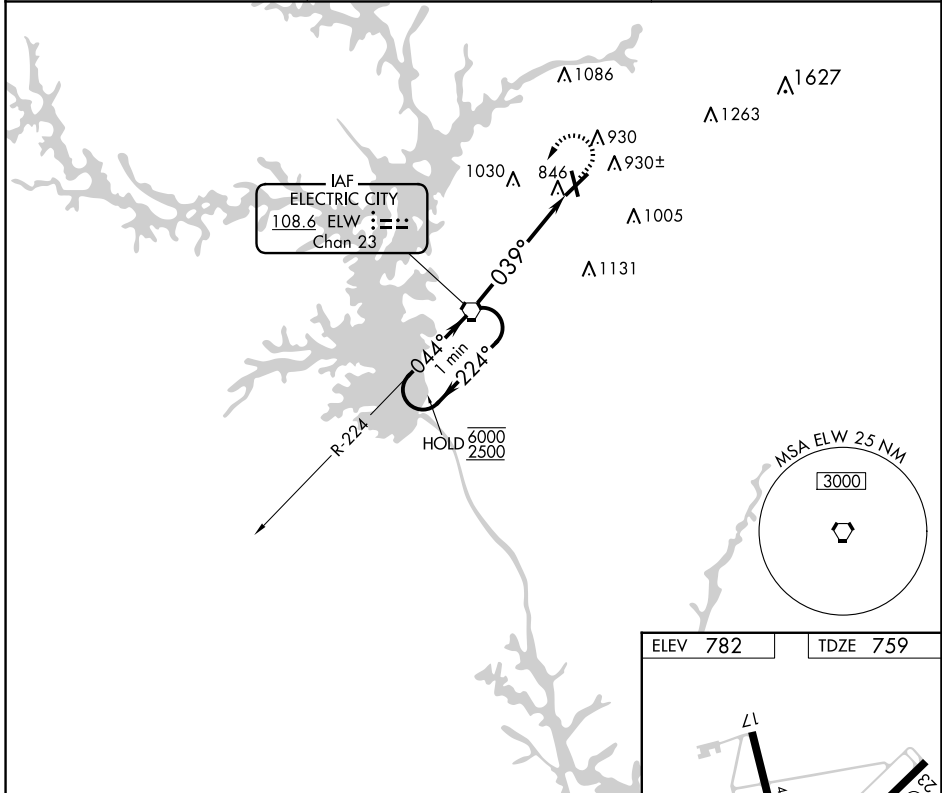 1086
1627
1263
930
930±
1030
846
IAF
ELECTRIC CITY
108.6 ELW
Chan 23
1005
039°
1131
044°
1 min
224°
R-224
HOLD 6000
2500
MSA ELW 25 NM
3000
ELEV 782
TDZE 759
17
23